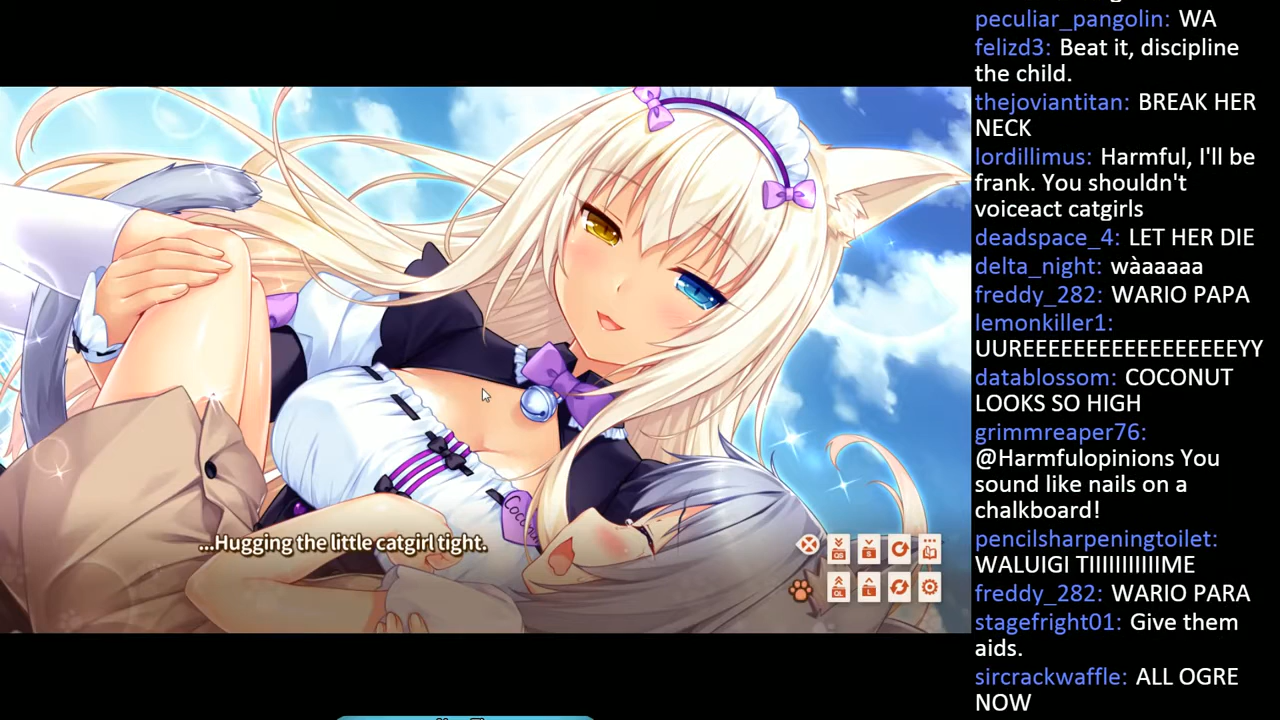 peculiar_pangolin: WA
felizd3: Beat it, discipline
the child.
thejoviantitan: BREAK HER
NECK
lordillimus: Harmful, I'll be
frank. You shouldn't
voiceact catgirls
deadspace_4: LET HER DIE
delta_night: wàaaaaa
freddy_282: WARIO PAPA
lemonkiller1:
UUREEEEEEEEEEEEEEEEEYY
datablossom: COCONUT
LOOKS SO HIGH
grimmreaper76:
@Harmfulopinions You
sound like nails on a
chalkboard!
pencilsharpeningtoilet:
WALUIGI TIIIIIIIIIIIME
freddy_282: WARIO PARA
stagefright01: Give them
aids.
sircrackwaffle: ALL OGRE
NOW
...Hugging the little catgirl tight.
QS
S
QL
L